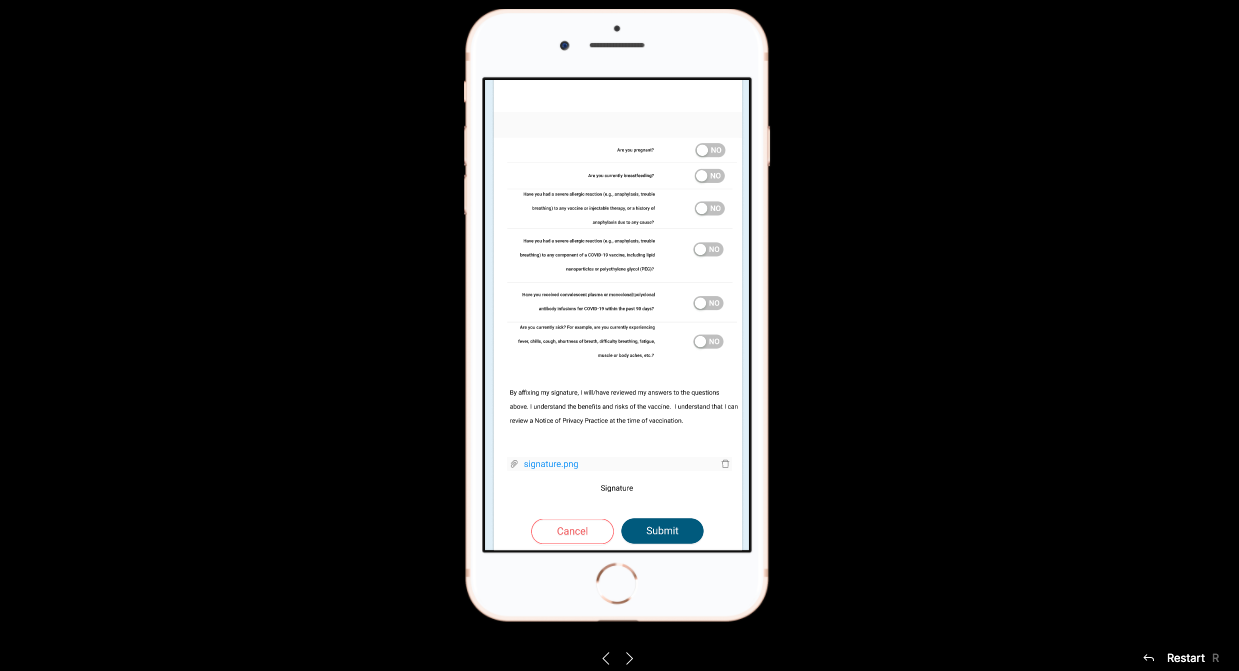 Are you pregnant?
NO
Are you currently breastfeeding?
NO
Have you had a severe allergic reaction (e.g., anaphylaxis, trouble
breathing) to any vaccine or injectable therapy, or a history of
anaphylaxis due to any cause?
NO
Have you had a severe allergic reaction (e.g., anaphylaxis, trouble
breathing) to any component of a COVID-19 vaccine, including lipid
nanoparticles or polyethylene glycol (PEG)?
NO
Have you received convalescent plasma or monoclonal/polyclonal
antibody infusions for COVID-19 within the past 90 days?
NO
Are you currently sick? For example, are you currently experiencing
fever, chills, cough, shortness of breath, difficulty breathing, fatigue,
muscle or body aches, etc.?
NO
By affixing my signature, I will/have reviewed my answers to the questions
above. I understand the benefits and risks of the vaccine.  I understand that I can
review a Notice of Privacy Practice at the time of vaccination.
signature.png
Signature
Cancel
Submit
Restart R